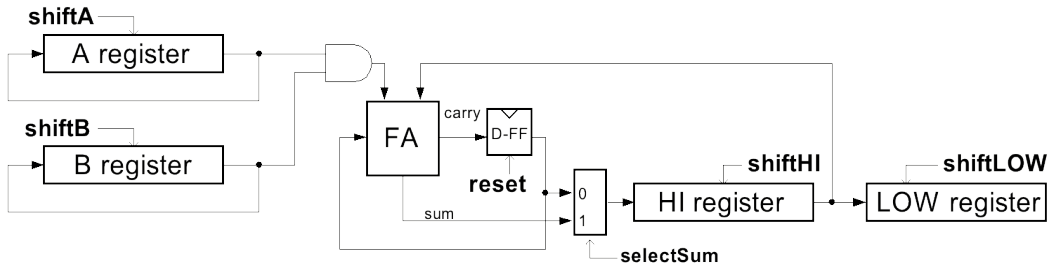 shiftA
A register
shiftB
B register
FA
carry
D-FF
reset
sum
0
1
selectSum
shiftHI
HI register
shiftLOW
LOW register